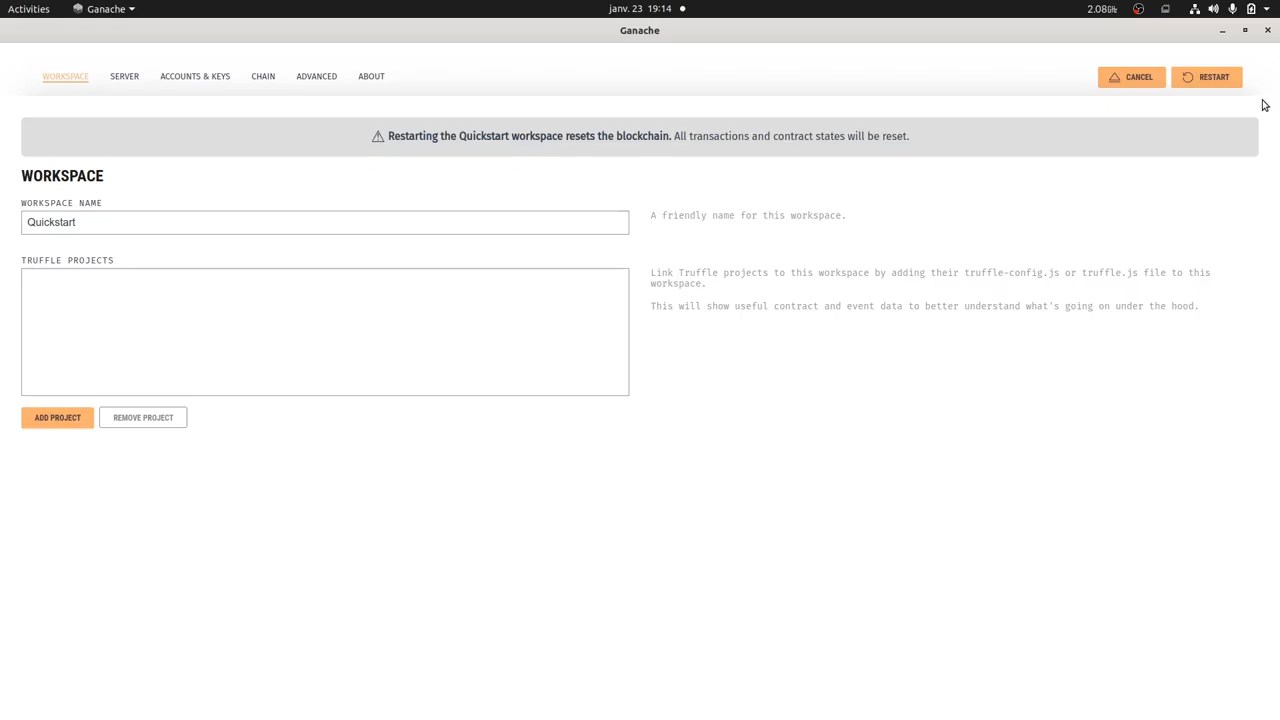 Activities
Ganache
janv. 23 19:14
2.08GHz
Ganache
WORKSPACE
SERVER
ACCOUNTS & KEYS
CHAIN
ADVANCED
ABOUT
CANCEL
RESTART
Restarting the Quickstart workspace resets the blockchain. All transactions and contract states will be reset.
WORKSPACE
WORKSPACE NAME
Quickstart
A friendly name for this workspace.
TRUFFLE PROJECTS
Link Truffle projects to this workspace by adding their truffle-config.js or truffle.js file to this
workspace.
This will show useful contract and event data to better understand what's going on under the hood.
ADD PROJECT
REMOVE PROJECT